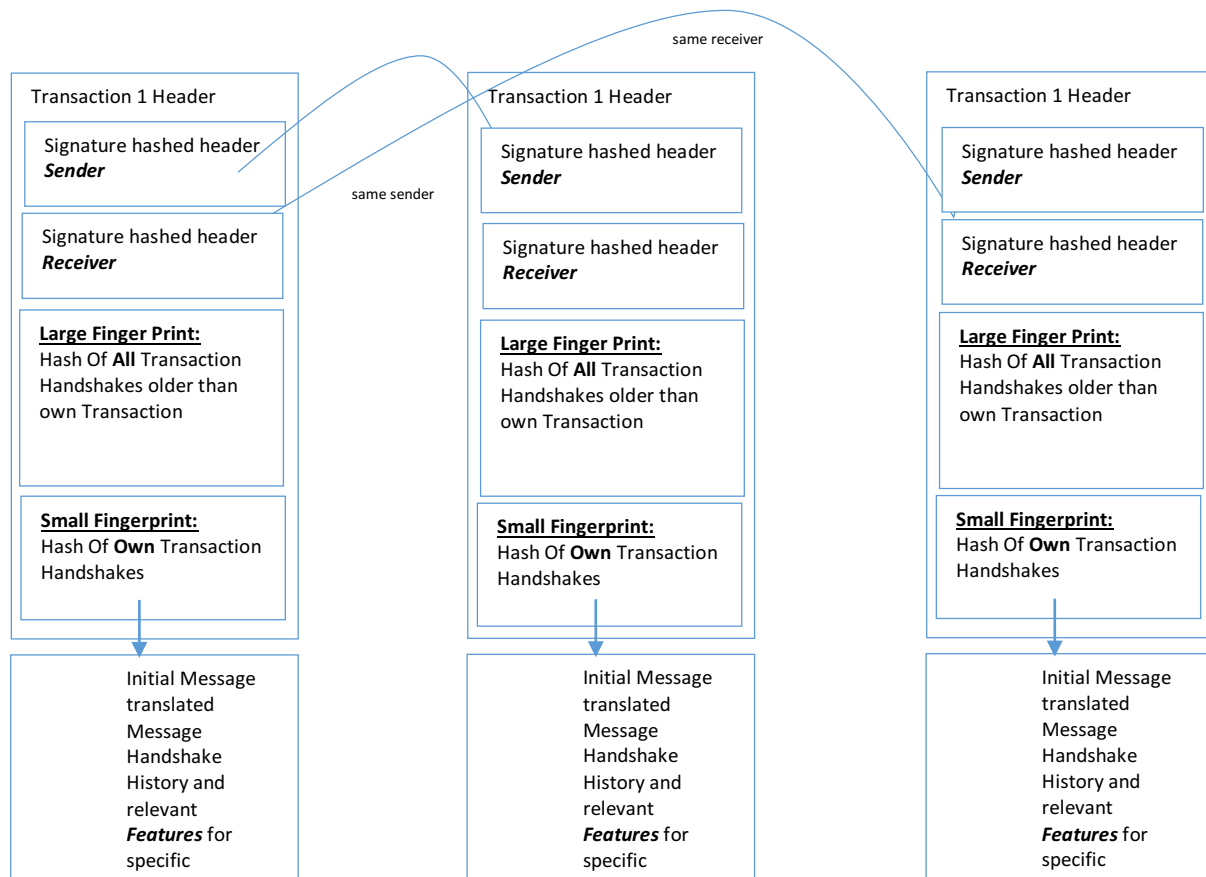 same receiver
same sender
Transaction 1 Header
Signature hashed header
Sender
Signature hashed header
Receiver
Large Finger Print:
Hash Of All Transaction
Handshakes older than
own Transaction
Small Fingerprint:
Hash Of Own Transaction
Handshakes
Initial Message
translated
Message
Handshake
History and
relevant
Features for
specific
Transaction 1 Header
Signature hashed header
Sender
Signature hashed header
Receiver
Large Finger Print:
Hash Of All Transaction
Handshakes older than
own Transaction
Small Fingerprint:
Hash Of Own Transaction
Handshakes
Initial Message
translated
Message
Handshake
History and
relevant
Features for
specific
Transaction 1 Header
Signature hashed header
Sender
Signature hashed header
Receiver
Large Finger Print:
Hash Of All Transaction
Handshakes older than
own Transaction
Small Fingerprint:
Hash Of Own Transaction
Handshakes
Initial Message
translated
Message
Handshake
History and
relevant
Features for
specific